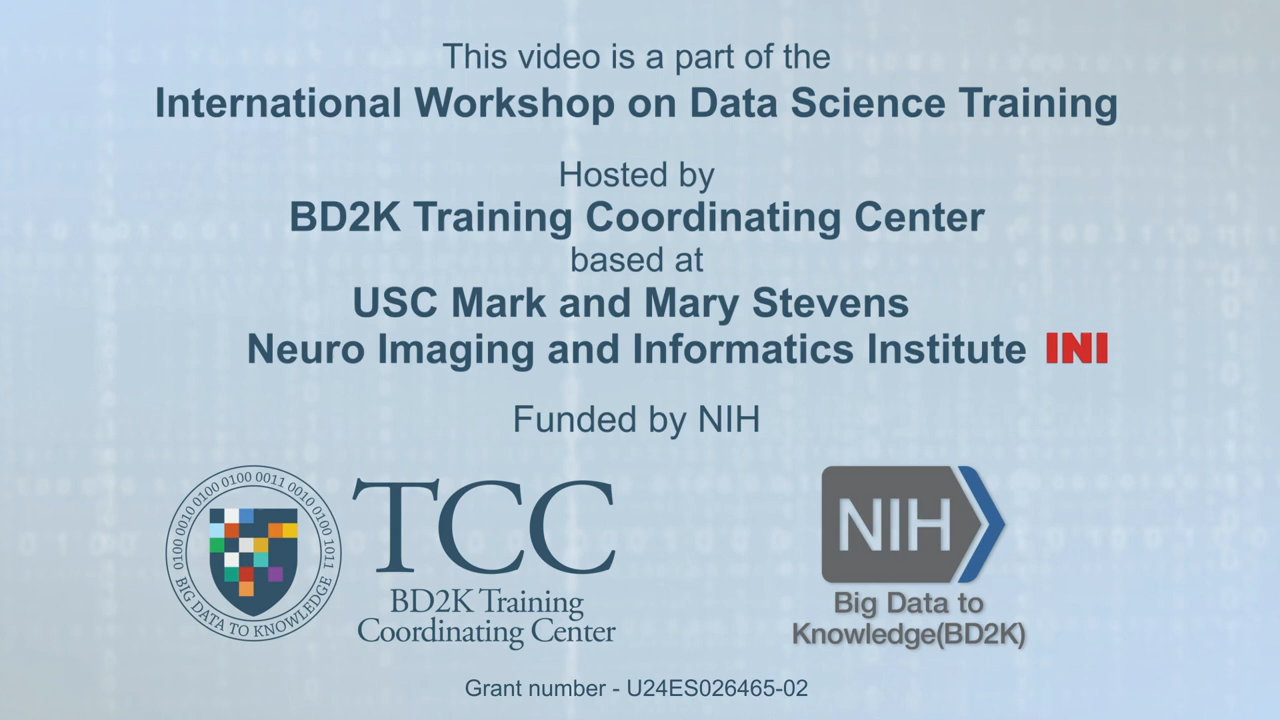 This video is a part of the
International Workshop on Data Science Training
Hosted by
BD2K Training Coordinating Center
based at
USC Mark and Mary Stevens
Neuro Imaging and Informatics Institute INI
Funded by NIH
0100 0010 0100 0100 0011 0010 0100 1011
BIG DATA TO KNOWLEDGE
TCC
BD2K Training
Coordinating Center
NIH
Big Data to
Knowledge(BD2K)
Grant number - U24ES026465-02